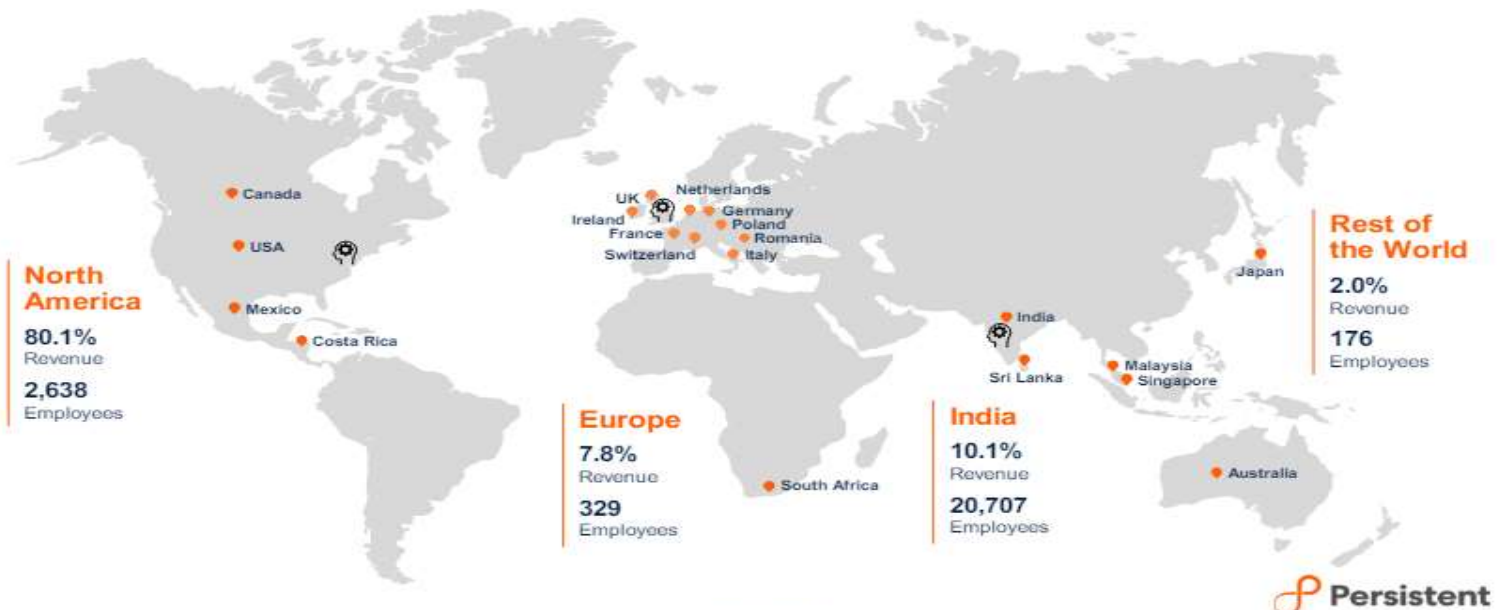 Canada
USA
Mexico
Costa Rica
North
America
80.1%
Revenue
2,638
Employees
UK
Netherlands
Ireland
Germany
Poland
France
Romania
Switzerland
Italy
Europe
7.8%
Revenue
329
Employees
South Africa
India
Sri Lanka
India
10.1%
Revenue
20,707
Employees
Japan
Malaysia
Singapore
Australia
Rest of
the World
2.0%
Revenue
176
Employees
Persistent